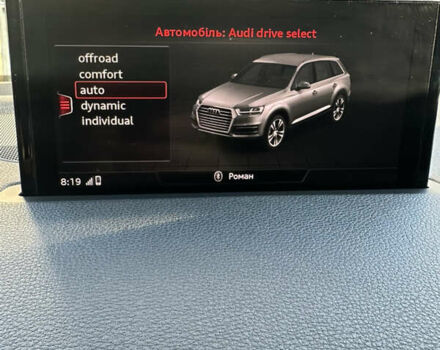 Автомобіль: Audi drive select
offroad
comfort
auto
dynamic
individual
8:19
Роман